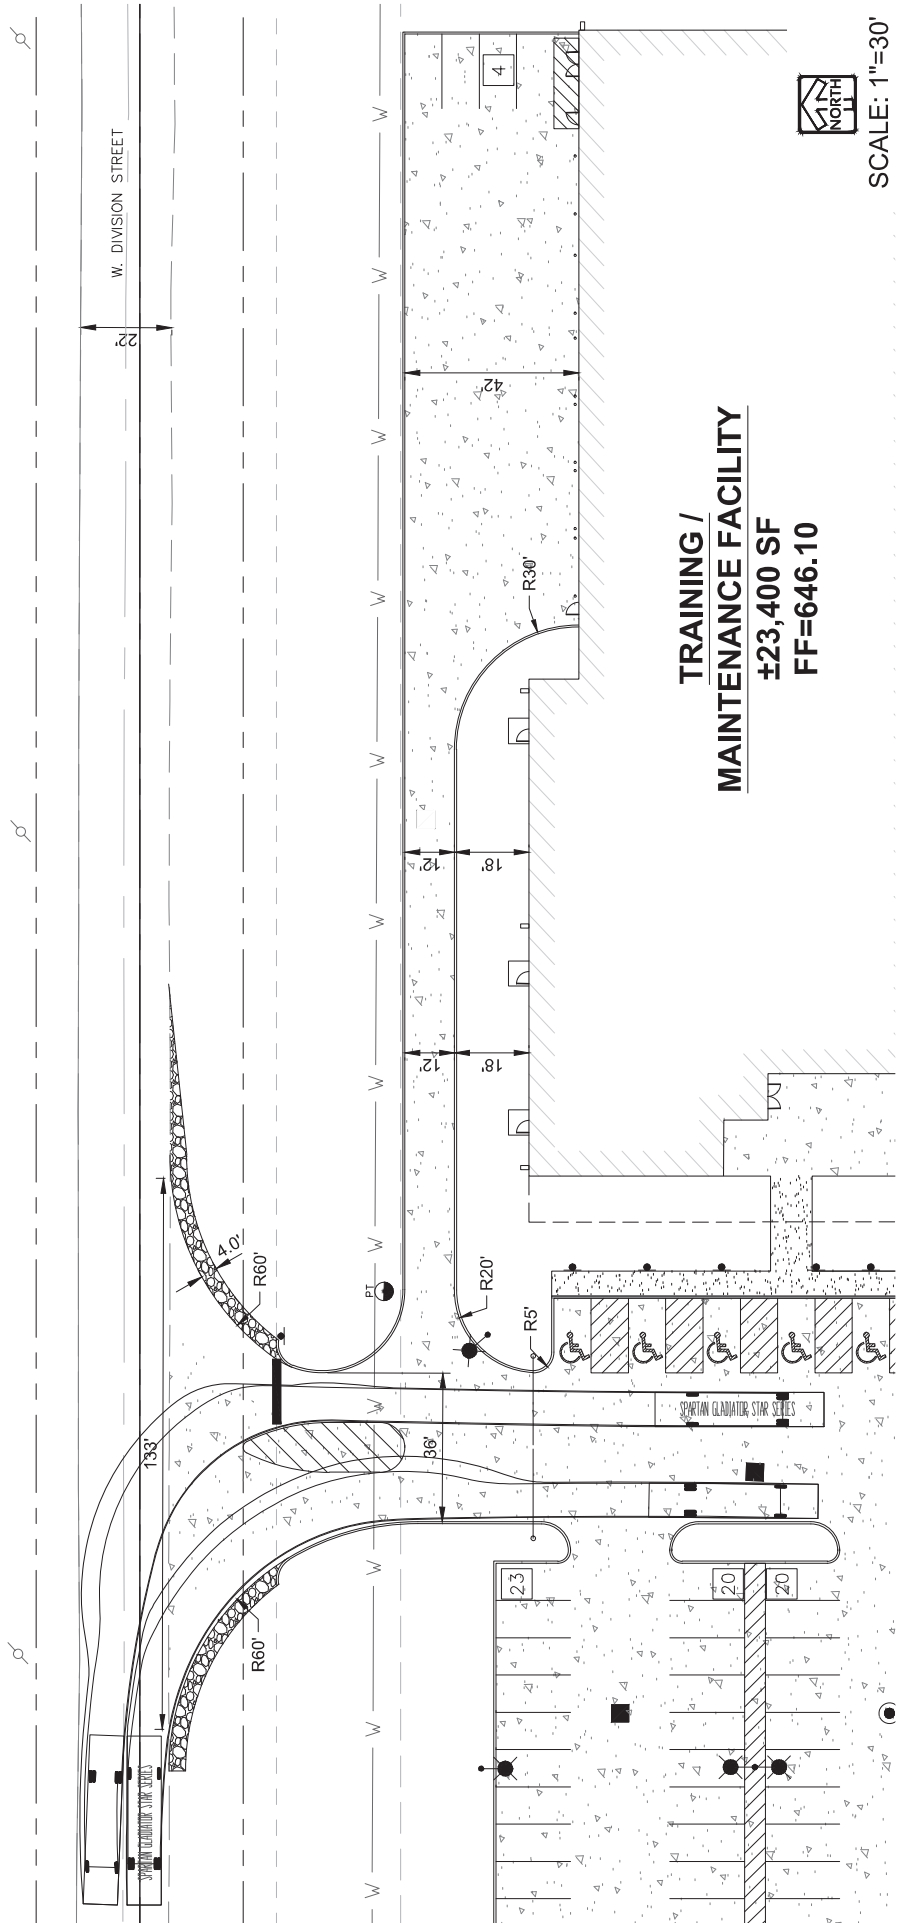 W. DIVISION STREET
22'
4
NORTH
SCALE: 1"=30'
42'
R30'
TRAINING /
MAINTENANCE FACILITY
±23,400 SF
FF=646.10
12'
18'
12'
18'
W
W
W
W
W
W
W
W
W
W
W
W
4.0'
R60'
PT
R20'
R5'
133'
36'
SPARTAN GLADIATOR STAR SERIES
R60'
23
20
20
SPARTAN GLADIATOR STAR SERIES